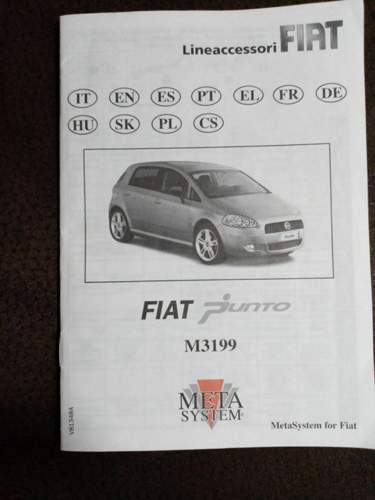 Lineaccessori FIAT
IT EN ES PT EL FR DE
HU SK PL CS
FIAT Punto
M3199
META
SYSTEM
MetaSystem for Fiat